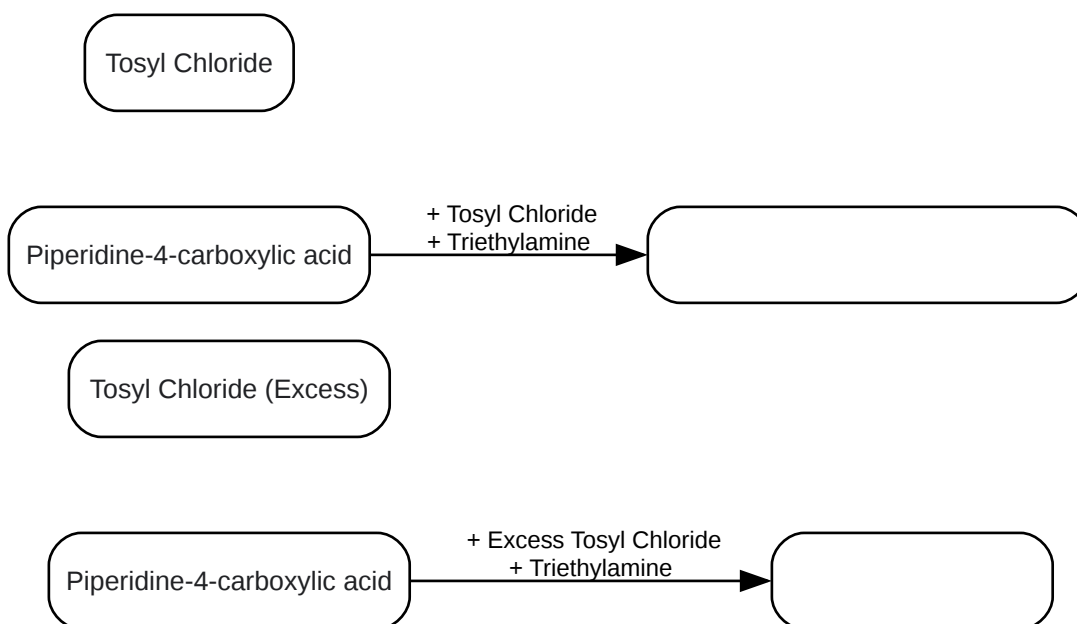 Tosyl Chloride
+ Tosyl Chloride
+ Triethylamine
Piperidine-4-carboxylic acid
Tosyl Chloride (Excess)
+ Excess Tosyl Chloride
+ Triethylamine
Piperidine-4-carboxylic acid